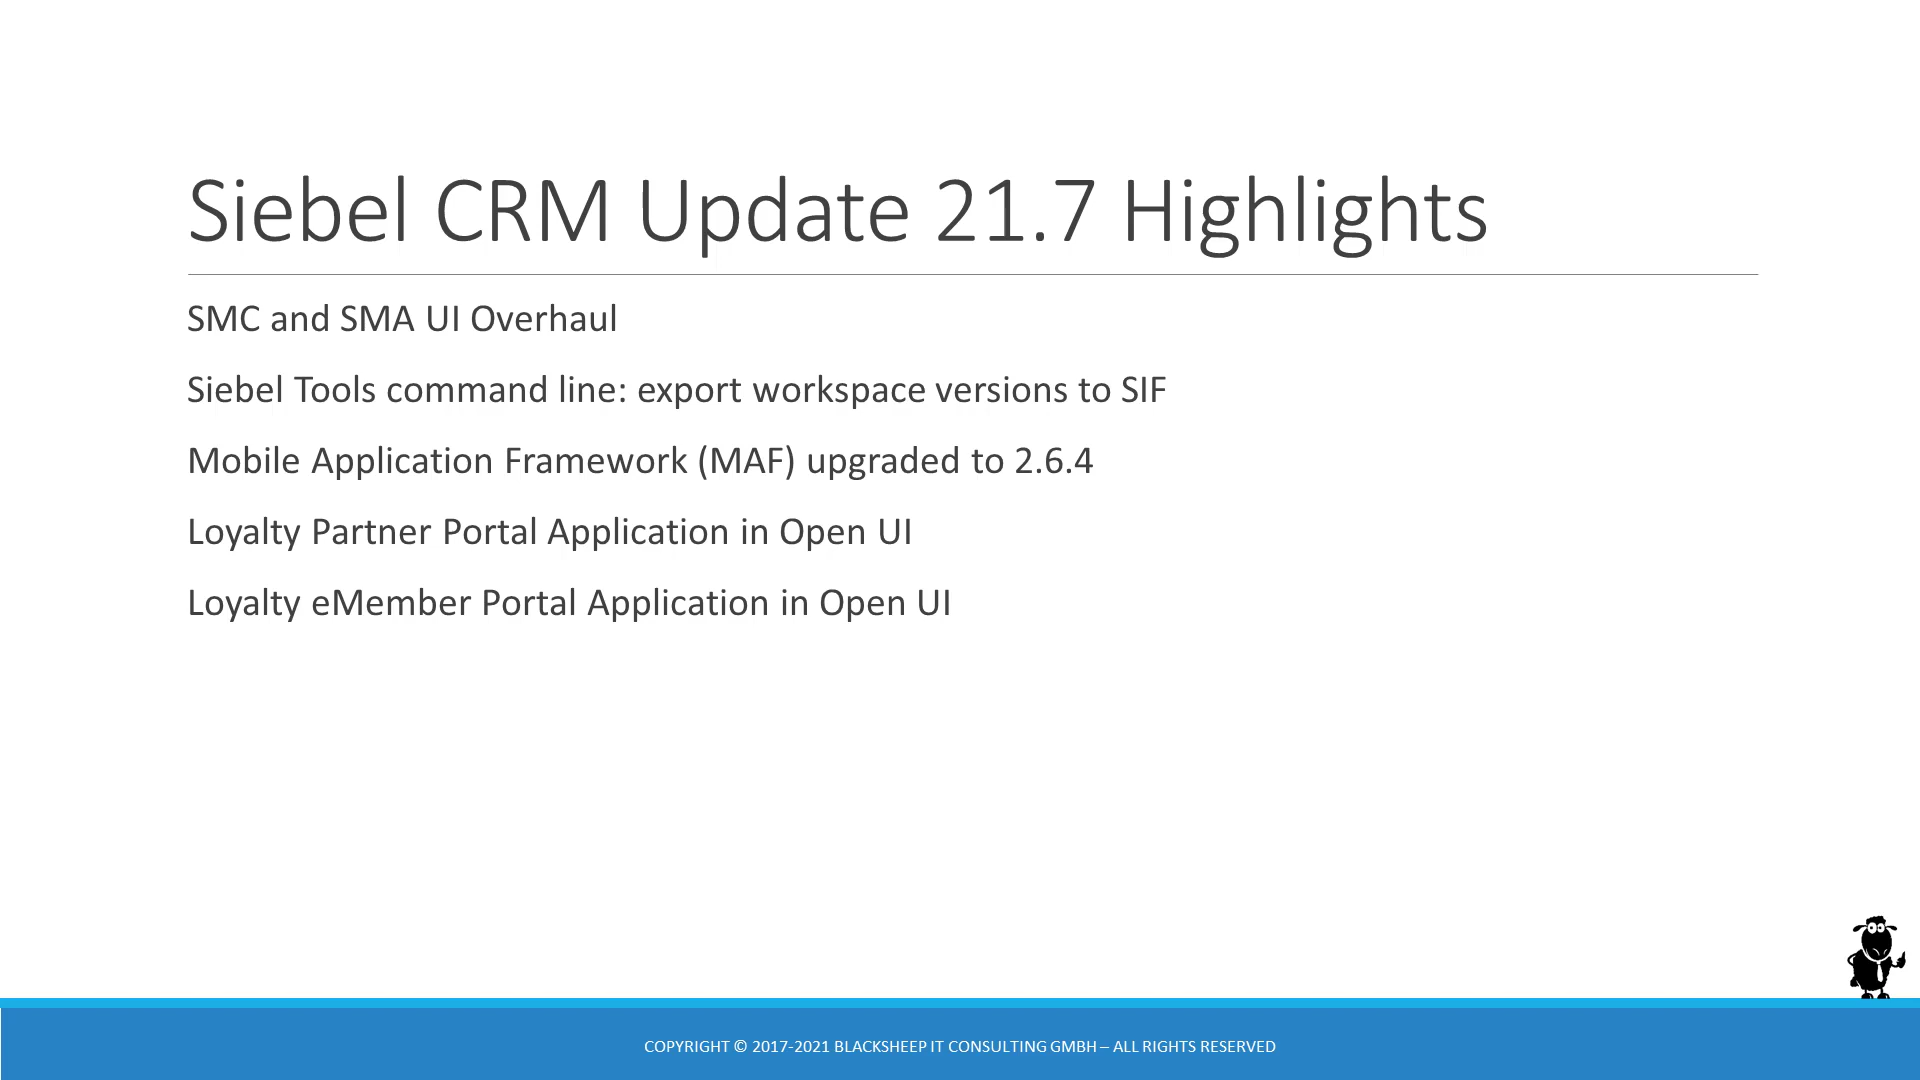 Siebel CRM Update 21.7 Highlights
SMC and SMA UI Overhaul
Siebel Tools command line: export workspace versions to SIF
Mobile Application Framework (MAF) upgraded to 2.6.4
Loyalty Partner Portal Application in Open UI
Loyalty eMember Portal Application in Open UI
COPYRIGHT © 2017-2021 BLACKSHEEP IT CONSULTING GMBH – ALL RIGHTS RESERVED